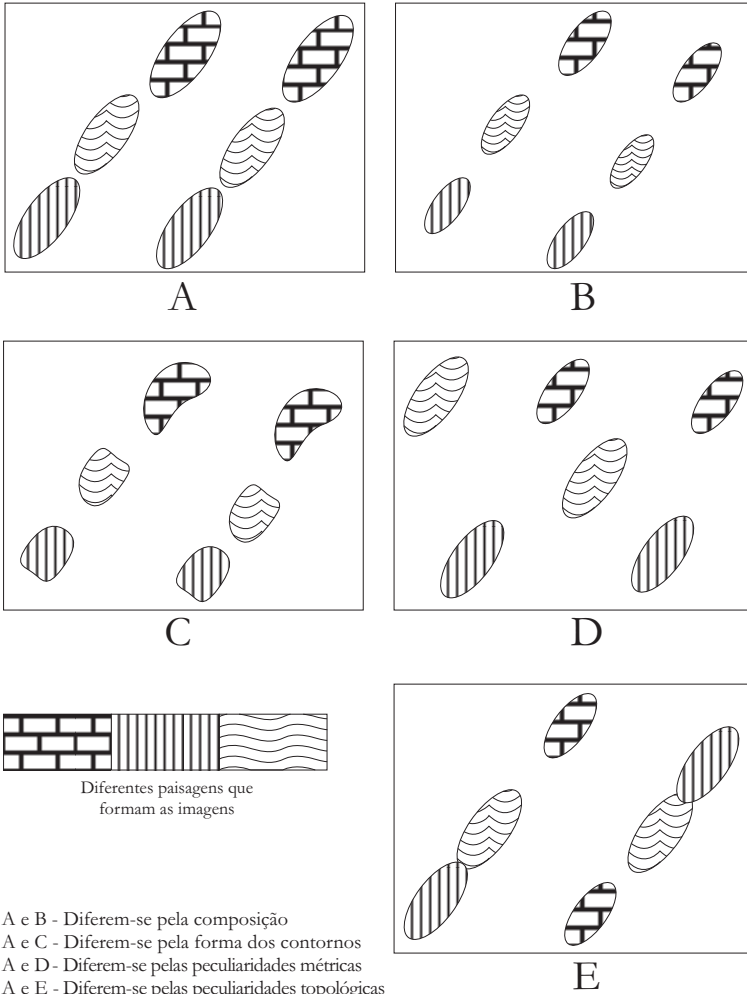 A
B
C
D
Diferentes paisagens que
formam as imagens
A e B - Diferem-se pela composição
A e C - Diferem-se pela forma dos contornos
A e D - Diferem-se pelas peculiaridades métricas
A e E - Diferem-se pelas peculiaridades topológicas
E